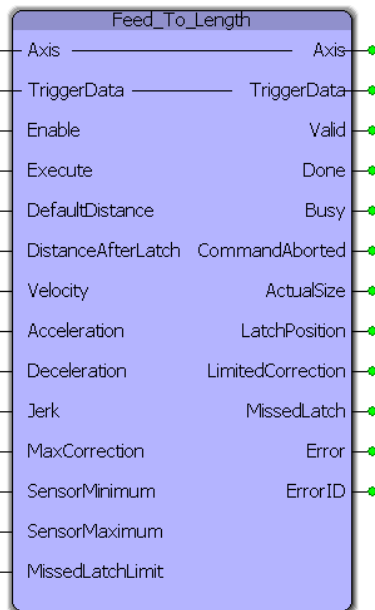 Feed_To_Length
Axis Axis
TriggerData TriggerData
Enable Valid
Execute Done
DefaultDistance Busy
DistanceAfterLatch CommandAborted
Velocity ActualSize
Acceleration LatchPosition
Deceleration LimitedCorrection
Jerk MissedLatch
MaxCorrection Error
SensorMinimum ErrorID
SensorMaximum
MissedLatchLimit